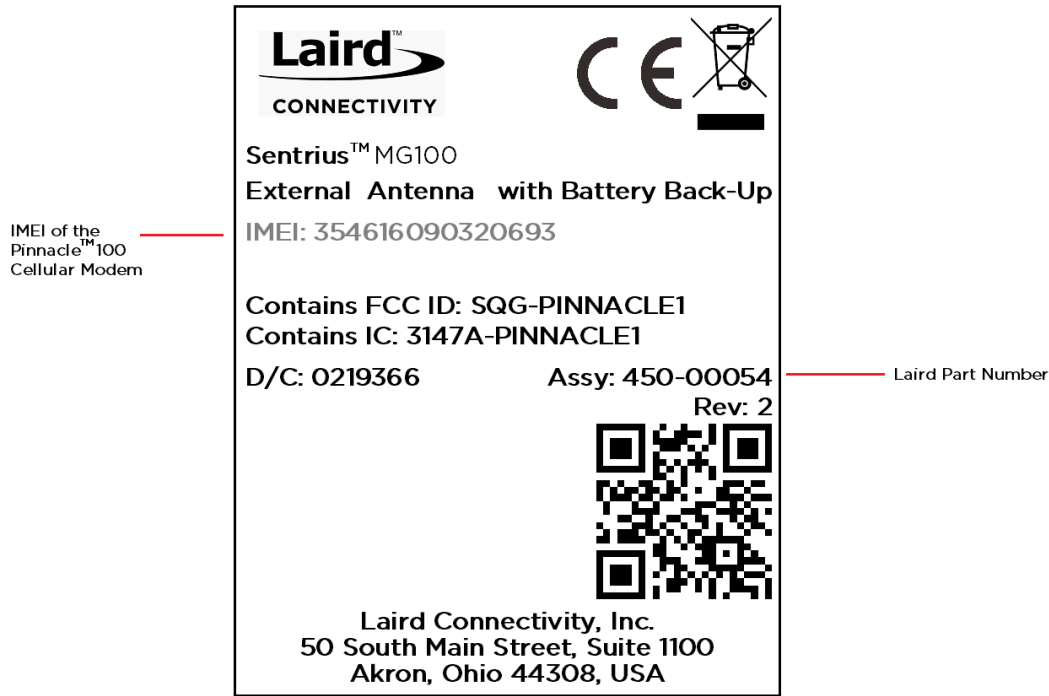 Laird™
CONNECTIVITY
CE
Sentrius™ MG100
External Antenna with Battery Back-Up
IMEI of the
Pinnacle™100
Cellular Modem
IMEI: 354616090320693
Contains FCC ID: SQG-PINNACLE1
Contains IC: 3147A-PINNACLE1
D/C: 0219366 Assy: 450-00054
Laird Part Number
Rev: 2
Laird Connectivity, Inc.
50 South Main Street, Suite 1100
Akron, Ohio 44308, USA